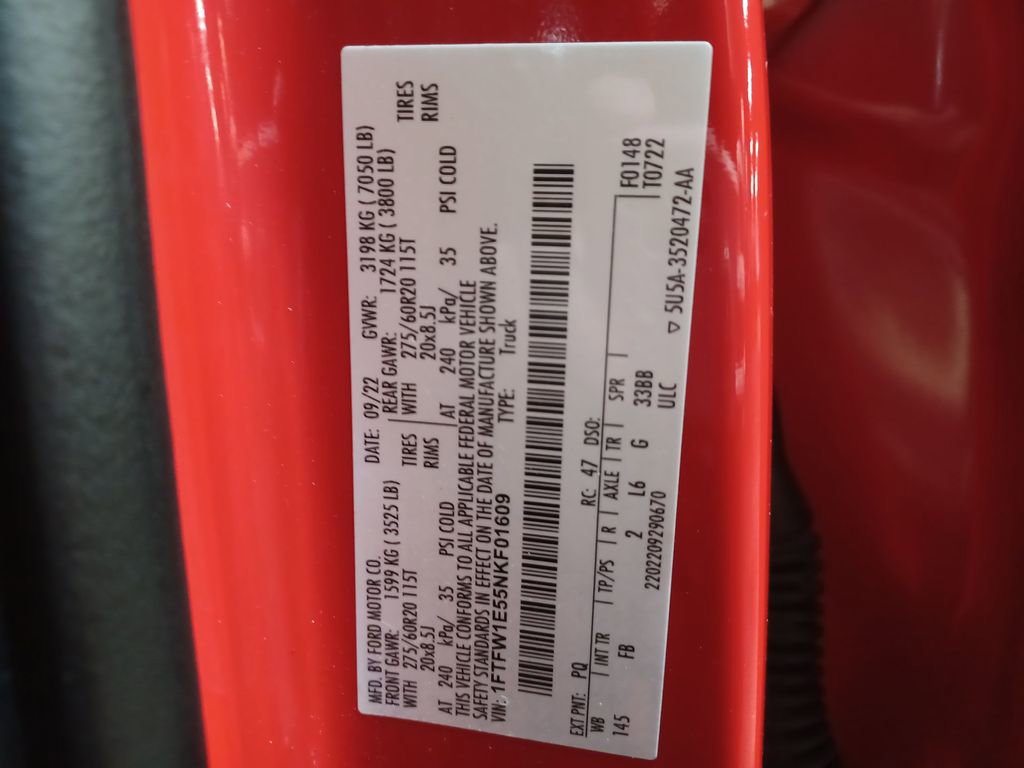 MFD. BY FORD MOTOR CO. DATE: 09/22 GVWR: 3198 KG ( 7050 LB)
FRONT GAWR: 1599 KG ( 3525 LB) REAR GAWR: 1724 KG ( 3800 LB)
WITH 275/60R20 115T TIRES WITH 275/60R20 115T TIRES
20x8.5J RIMS 20x8.5J RIMS
AT 240 kPa/ 35 PSI COLD AT 240 kPa/ 35 PSI COLD
THIS VEHICLE CONFORMS TO ALL APPLICABLE FEDERAL MOTOR VEHICLE
SAFETY STANDARDS IN EFFECT ON THE DATE OF MANUFACTURE SHOWN ABOVE.
VIN: 1FTFW1E55NKF01609 TYPE: Truck
EXT PNT: PQ RC: 47 DSO:
WB INT TR TP/PS R AXLE TR SPR F0148
145 FB 2 L6 G 33BB T0722
2202209290670 ULC
▽ 5U5A-3520472-AA